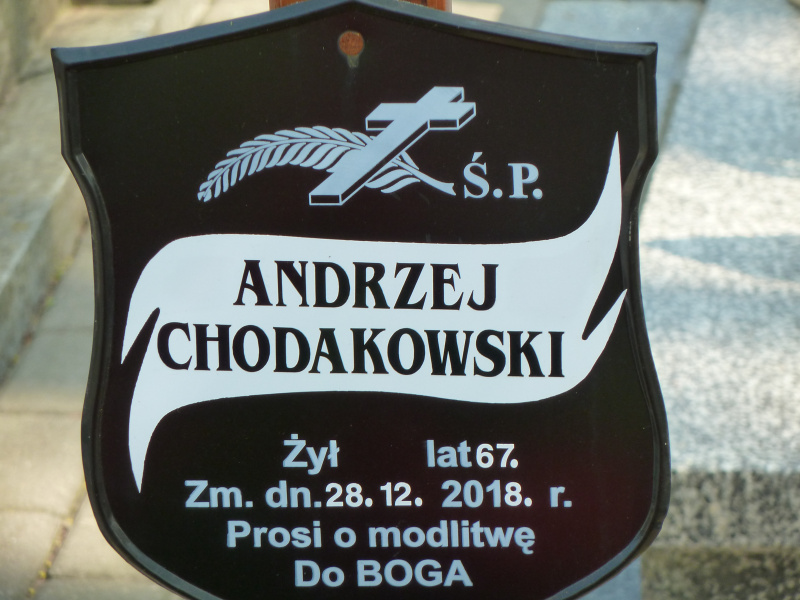 Ś.P.
ANDRZEJ
CHODAKOWSKI
Żył lat 67.
Zm. dn. 28. 12. 2018. r.
Prosi o modlitwę
Do BOGA